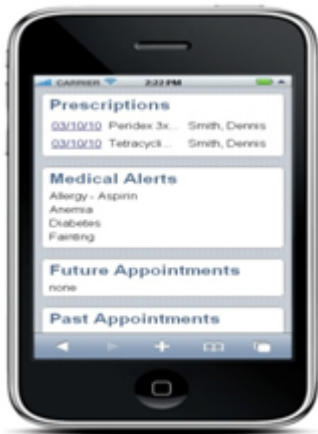 CARRIER 2:22 PM
Prescriptions
03/10/10 Peridex 3x... Smith, Dennis
03/10/10 Tetracycli... Smith, Dennis
Medical Alerts
Allergy - Aspirin
Anemia
Diabetes
Fainting
Future Appointments
none
Past Appointments